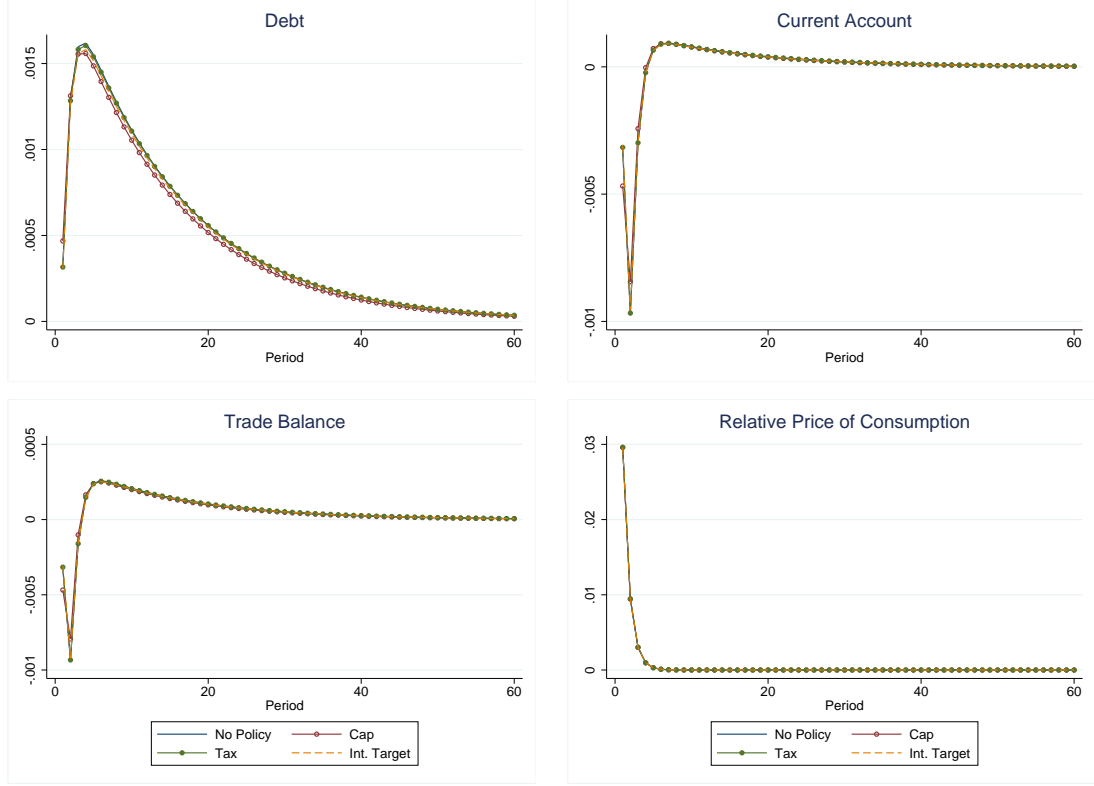 Debt
.0015
.001
.0005
0
0 20 40 60
Period
Current Account
0
-.0005
-.001
0 20 40 60
Period
Trade Balance
.0005
0
-.0005
-.001
0 20 40 60
Period
No Policy Cap
Tax Int. Target
Relative Price of Consumption
.03
.02
.01
0
0 20 40 60
Period
No Policy Cap
Tax Int. Target